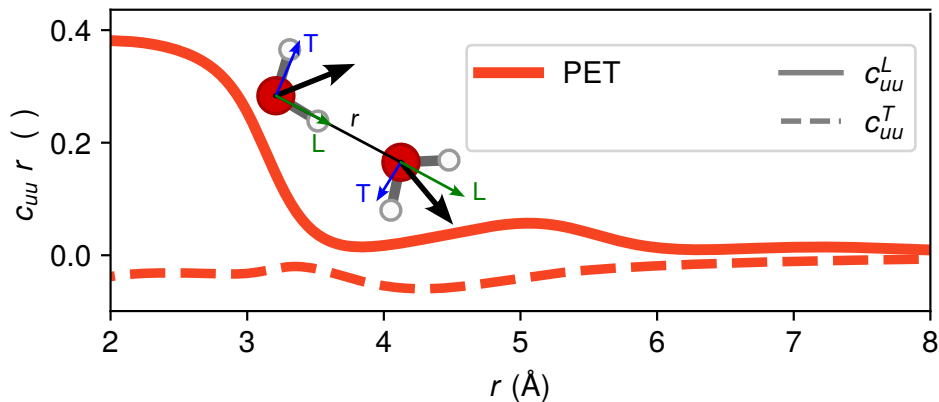 0.4
0.2
0.0
c_uu r ( )
T
L
r
T
L
PET
c_uu^L
c_uu^T
2 3 4 5 6 7 8
r (Å)